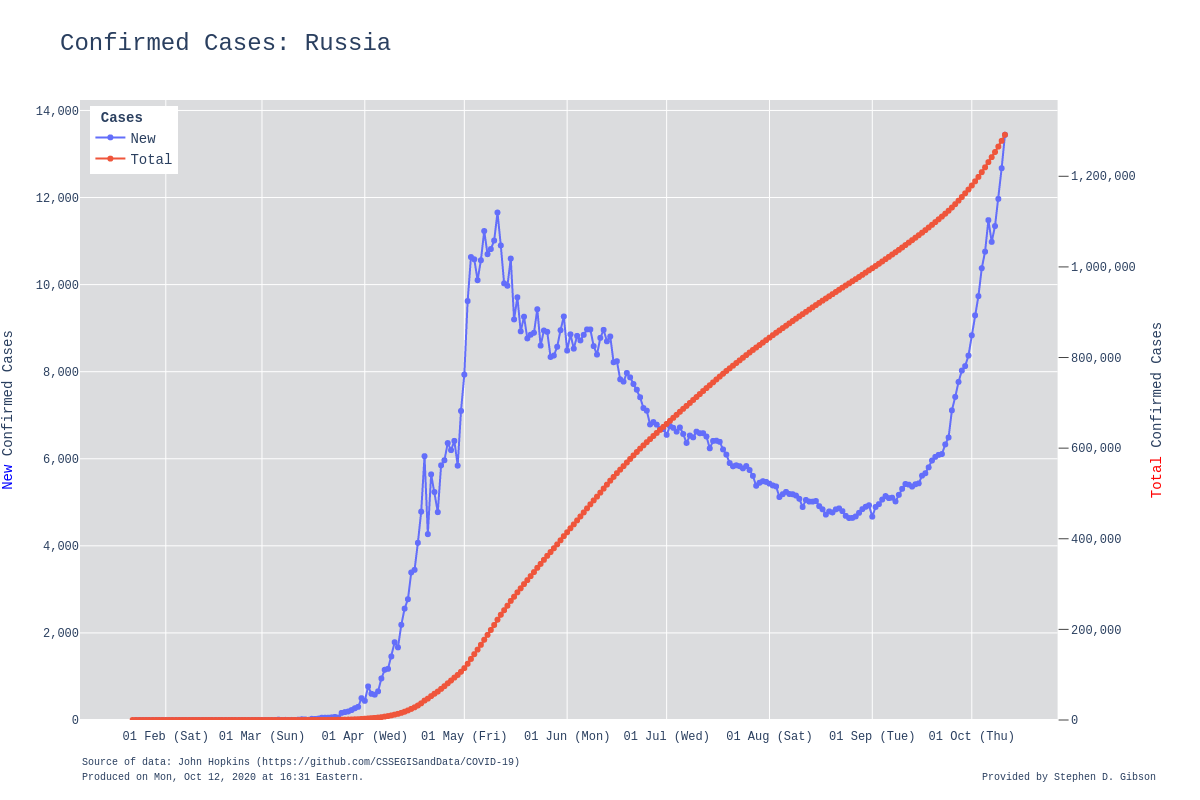 Confirmed Cases: Russia
Cases
New
Total
14,000
12,000
10,000
8,000
6,000
4,000
2,000
0
New Confirmed Cases
1,200,000
1,000,000
800,000
600,000
400,000
200,000
0
Total Confirmed Cases
01 Feb (Sat) 01 Mar (Sun) 01 Apr (Wed) 01 May (Fri) 01 Jun (Mon) 01 Jul (Wed) 01 Aug (Sat) 01 Sep (Tue) 01 Oct (Thu)
Source of data: John Hopkins (https://github.com/CSSEGISandData/COVID-19)
Produced on Mon, Oct 12, 2020 at 16:31 Eastern.
Provided by Stephen D. Gibson